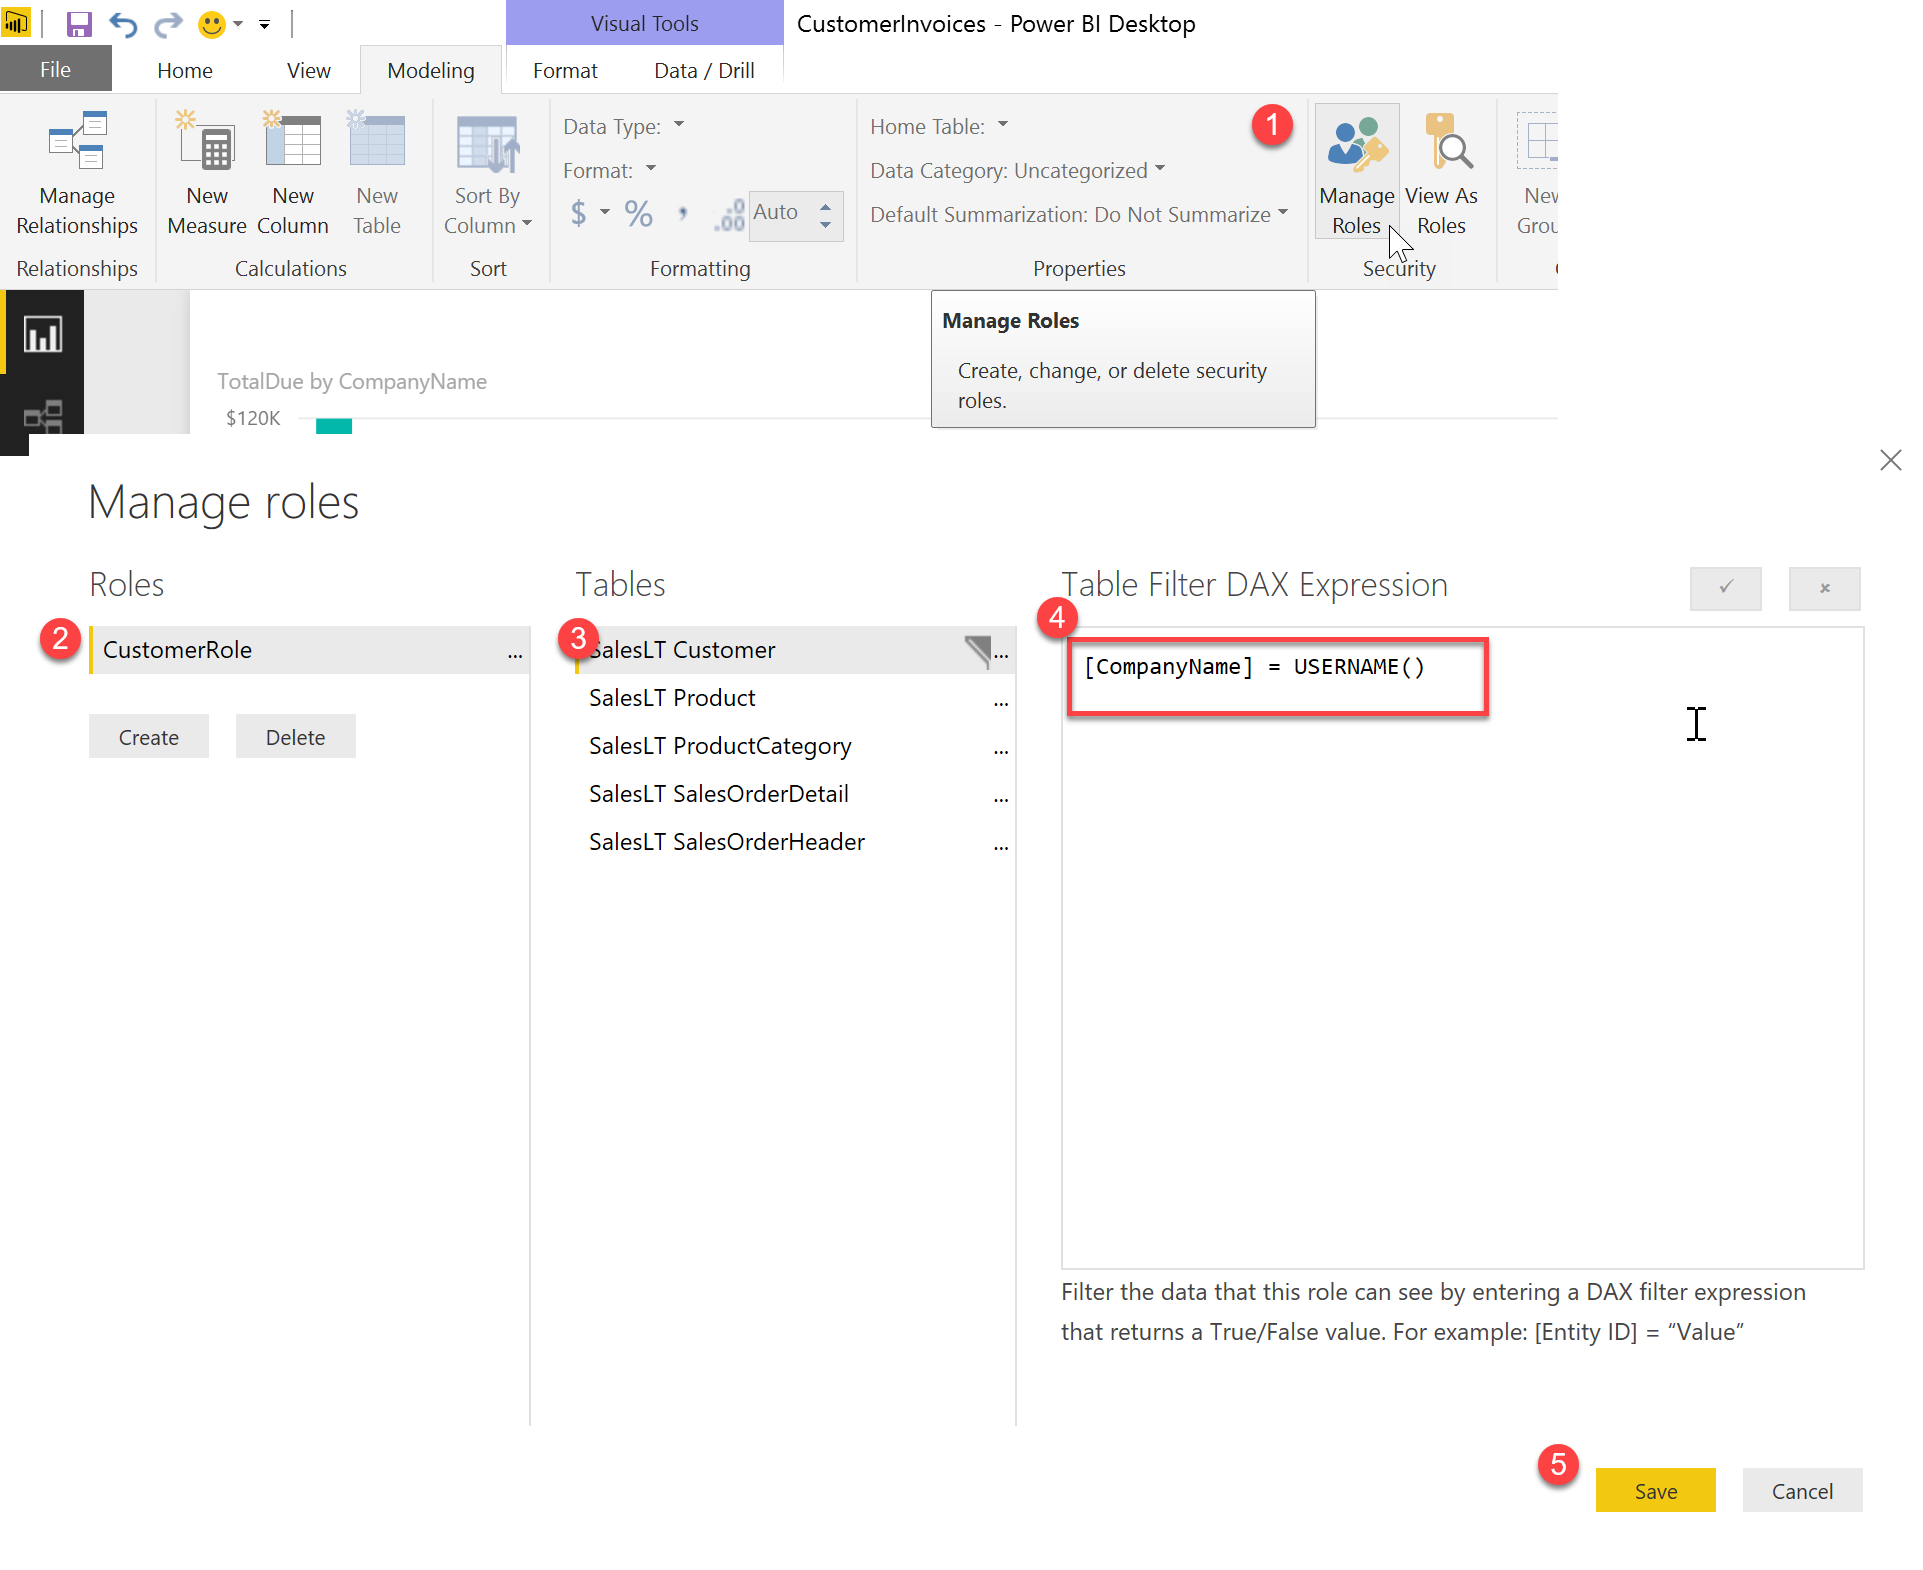 Visual Tools
CustomerInvoices - Power BI Desktop
File
Home
View
Modeling
Format
Data / Drill
Manage
Relationships
New
Measure
New
Column
New
Table
Sort By
Column
Data Type:
Format:
$ % , .00 Auto
Home Table:
Data Category: Uncategorized
Default Summarization: Do Not Summarize
1
Manage
Roles
View As
Roles
New
Grou
Relationships
Calculations
Sort
Formatting
Properties
Security
Manage Roles
Create, change, or delete security
roles.
TotalDue by CompanyName
$120K
Manage roles
Roles
Tables
Table Filter DAX Expression
2
CustomerRole ...
Create
Delete
3
SalesLT Customer ...
SalesLT Product ...
SalesLT ProductCategory ...
SalesLT SalesOrderDetail ...
SalesLT SalesOrderHeader ...
4
[CompanyName] = USERNAME()
Filter the data that this role can see by entering a DAX filter expression
that returns a True/False value. For example: [Entity ID] = “Value”
5
Save
Cancel